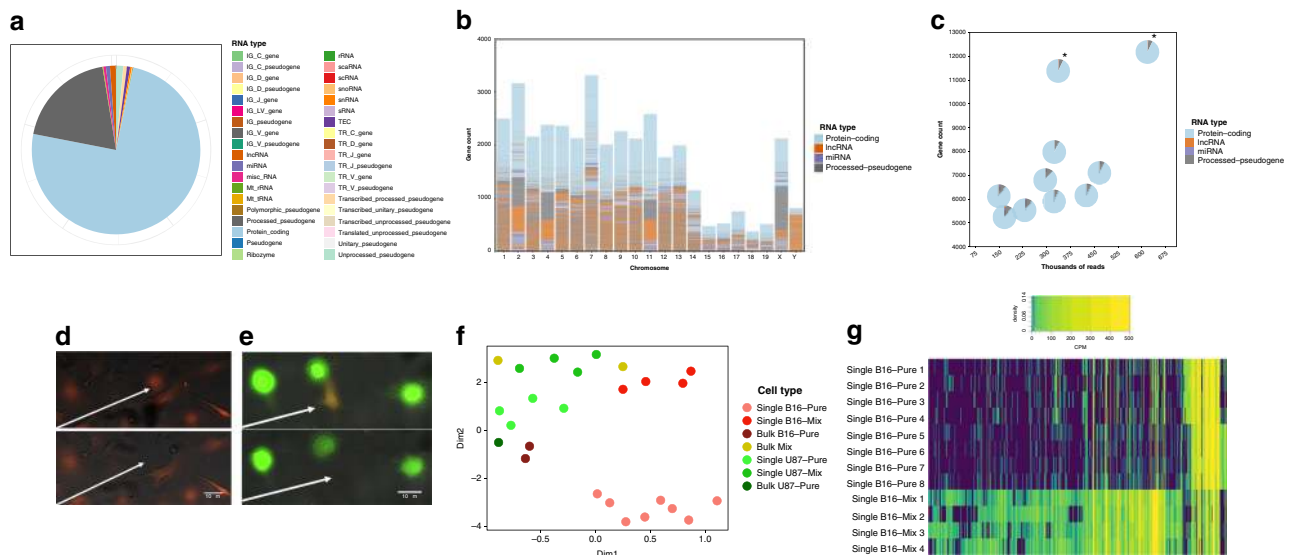 a
RNA type
IG_C_gene
IG_C_pseudogene
IG_D_gene
IG_D_pseudogene
IG_J_gene
IG_LV_gene
IG_pseudogene
IG_V_gene
IG_V_pseudogene
lncRNA
miRNA
misc_RNA
Mt_rRNA
Mt_tRNA
Polymorphic_pseudogene
Processed_pseudogene
Protein_coding
Pseudogene
Ribozyme
rRNA
scaRNA
scRNA
snoRNA
snRNA
sRNA
TEC
TR_C_gene
TR_D_gene
TR_J_gene
TR_J_pseudogene
TR_V_gene
TR_V_pseudogene
Transcribed_processed_pseudogene
Transcribed_unitary_pseudogene
Transcribed_unprocessed_pseudogene
Translated_unprocessed_pseudogene
Unitary_pseudogene
Unprocessed_pseudogene
b
4000
3000
2000
1000
0
Gene count
1 2 3 4 5 6 7 8 9 10 11 12 13 14 15 16 17 18 19 X Y
Chromosome
RNA type
Protein–coding
lncRNA
miRNA
Processed–pseudogene
c
13000
12000
11000
10000
9000
8000
7000
6000
5000
4000
Gene count
* *
75 150 225 300 375 450 525 600 675
Thousands of reads
RNA type
Protein–coding
lncRNA
miRNA
Processed–pseudogene
d
10 m
e
10 m
f
2
0
−2
−4
Dim2
−0.5 0.0 0.5 1.0
Dim1
Cell type
Single B16–Pure
Single B16–Mix
Bulk B16–Pure
Bulk Mix
Single U87–Pure
Single U87–Mix
Bulk U87–Pure
g
density
0 0.06 0.14
0 100 200 300 400 500
CPM
Single B16–Pure 1
Single B16–Pure 2
Single B16–Pure 3
Single B16–Pure 4
Single B16–Pure 5
Single B16–Pure 6
Single B16–Pure 7
Single B16–Pure 8
Single B16–Mix 1
Single B16–Mix 2
Single B16–Mix 3
Single B16–Mix 4